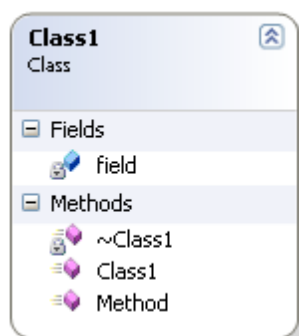 Class1
Class
Fields
field
Methods
~Class1
Class1
Method